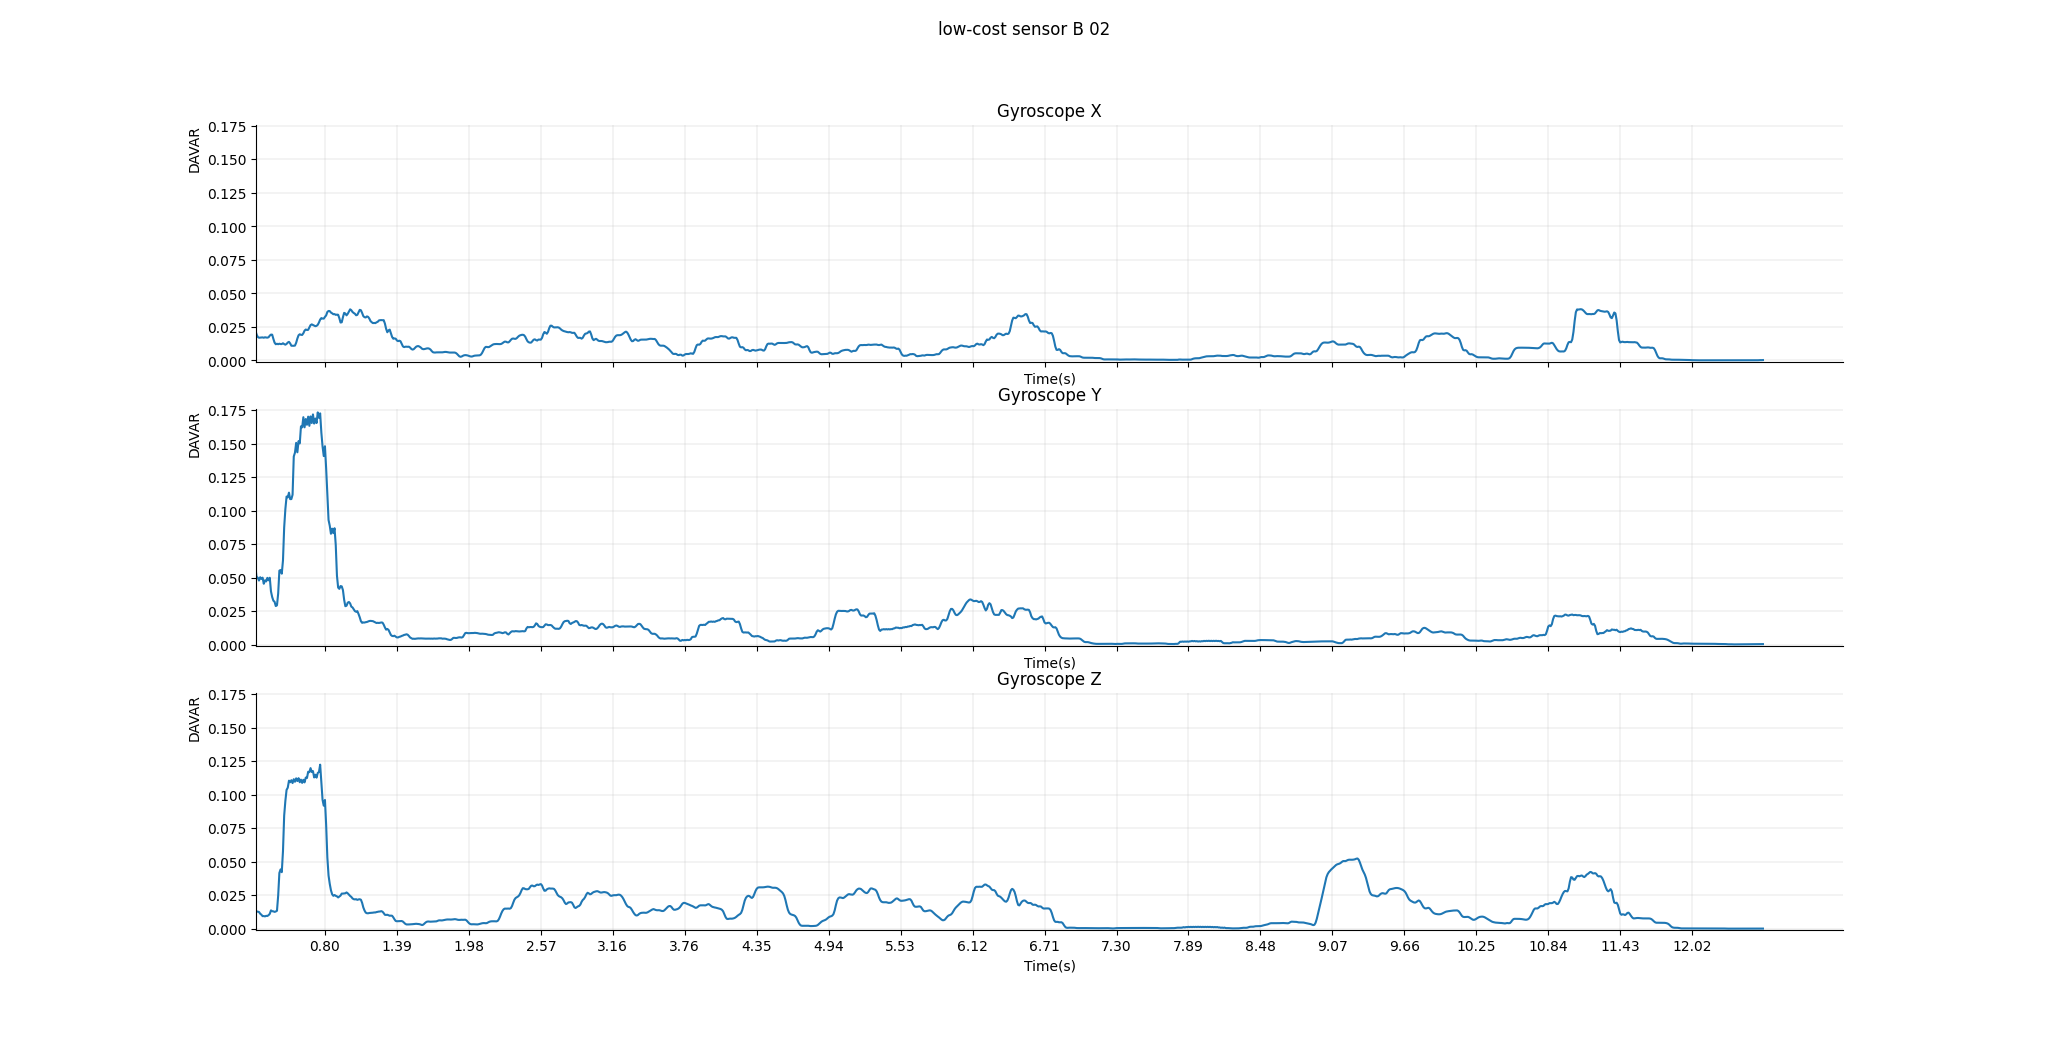 low-cost sensor B 02
Gyroscope X
DAVAR
0.175
0.150
0.125
0.100
0.075
0.050
0.025
0.000
Time(s)
Gyroscope Y
DAVAR
0.175
0.150
0.125
0.100
0.075
0.050
0.025
0.000
Time(s)
Gyroscope Z
DAVAR
0.175
0.150
0.125
0.100
0.075
0.050
0.025
0.000
0.80 1.39 1.98 2.57 3.16 3.76 4.35 4.94 5.53 6.12 6.71 7.30 7.89 8.48 9.07 9.66 10.25 10.84 11.43 12.02
Time(s)